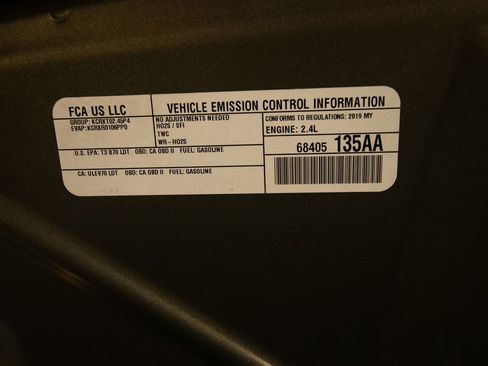 FCA US LLC
VEHICLE EMISSION CONTROL INFORMATION
GROUP: KCRXT02.45P4
EVAP: KCRXR0106PP0
NO ADJUSTMENTS NEEDED
HO2S / SFI
TWC
WR-HO2S
CONFORMS TO REGULATIONS: 2019 MY
ENGINE: 2.4L
U.S. EPA: T3 B70 LDT OBD: CA OBD II FUEL: GASOLINE
CA: ULEV70 LDT OBD: CA OBD II FUEL: GASOLINE
68405 135AA